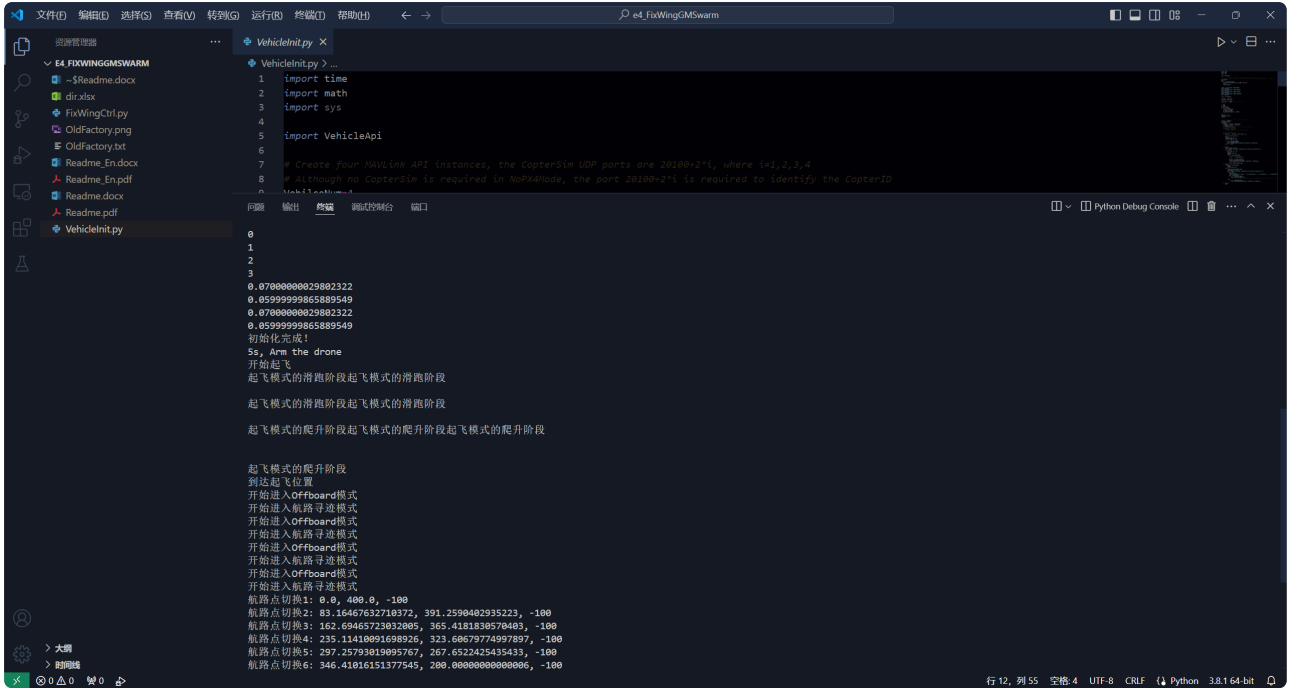 文件(F) 编辑(E) 选择(S) 查看(V) 转到(G) 运行(R) 终端(T) 帮助(H) e4_FixWingGMSwarm
资源管理器
E4_FIXWINGGMSWARM
~$Readme.docx
dir.xlsx
FixWingCtrl.py
OldFactory.png
OldFactory.txt
Readme_En.docx
Readme_En.pdf
Readme.docx
Readme.pdf
VehicleInit.py
大纲
时间线
VehicleInit.py
VehicleInit.py > ...
1 import time
2 import math
3 import sys
4
5 import VehicleApi
6
7 # Create four MAVLink API instances, the CopterSim UDP ports are 20100+2*i, where i=1,2,3,4
8 # Although no CopterSim is required in NoPX4Mode, the port 20100+2*i is required to identify the CopterID
9 VehilceNum=4
问题 输出 终端 调试控制台 端口 Python Debug Console
0
1
2
3
0.07000000029802322
0.05999999865889549
0.07000000029802322
0.05999999865889549
初始化完成!
5s, Arm the drone
开始起飞
起飞模式的滑跑阶段起飞模式的滑跑阶段
起飞模式的滑跑阶段起飞模式的滑跑阶段
起飞模式的爬升阶段起飞模式的爬升阶段起飞模式的爬升阶段
起飞模式的爬升阶段
到达起飞位置
开始进入Offboard模式
开始进入航路寻迹模式
开始进入Offboard模式
开始进入航路寻迹模式
开始进入Offboard模式
开始进入航路寻迹模式
开始进入Offboard模式
开始进入航路寻迹模式
航路点切换1: 0.0, 400.0, -100
航路点切换2: 83.16467632710372, 391.2590402935223, -100
航路点切换3: 162.69465723032005, 365.4181830570403, -100
航路点切换4: 235.11410091698926, 323.60679774997897, -100
航路点切换5: 297.25793019095767, 267.6522425435433, -100
航路点切换6: 346.41016151377545, 200.00000000000006, -100
0 0 0 行 12, 列 55 空格: 4 UTF-8 CRLF Python 3.8.1 64-bit